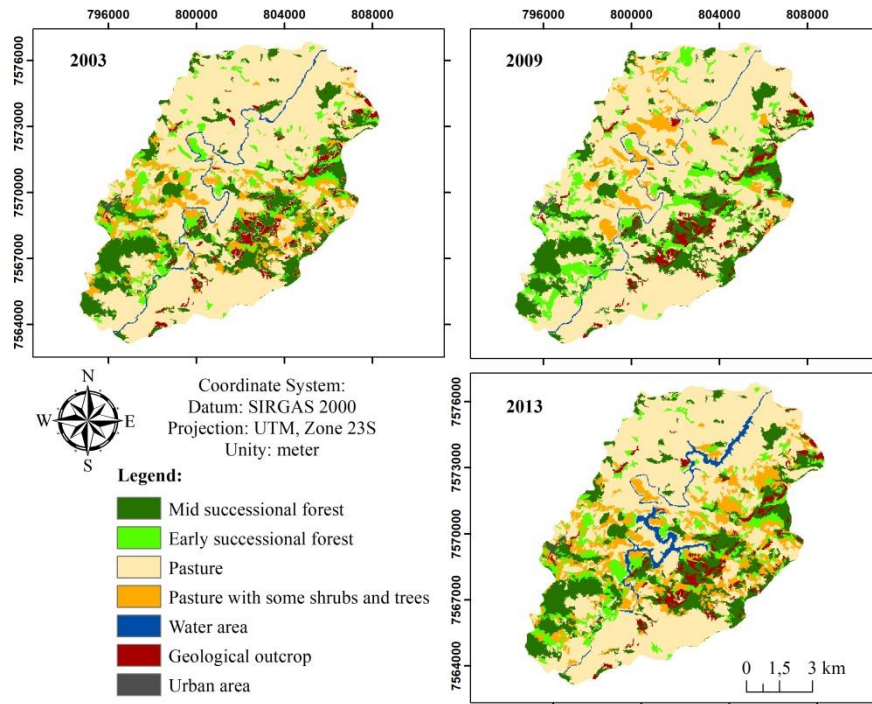 796000 800000 804000 808000
796000 800000 804000 808000
2003
7576000
7573000
7570000
7567000
7564000
2009
N
W E
S
Coordinate System:
Datum: SIRGAS 2000
Projection: UTM, Zone 23S
Unity: meter
Legend:
Mid successional forest
Early successional forest
Pasture
Pasture with some shrubs and trees
Water area
Geological outcrop
Urban area
2013
7576000
7573000
7570000
7567000
7564000
0 1,5 3 km